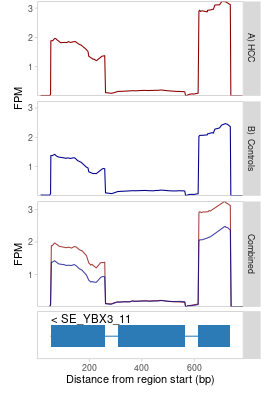 3
2
1
FPM
A) HCC
3
2
1
B) Controls
3
2
1
FPM
Combined
< SE_YBX3_11
200 400 600
Distance from region start (bp)